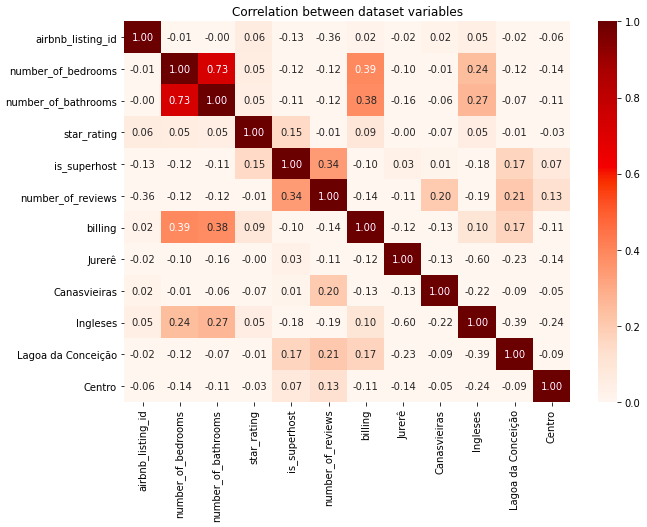 Correlation between dataset variables
airbnb_listing_id 1.00 -0.01 -0.00 0.06 -0.13 -0.36 0.02 -0.02 0.02 0.05 -0.02 -0.06
number_of_bedrooms -0.01 1.00 0.73 0.05 -0.12 -0.12 0.39 -0.10 -0.01 0.24 -0.12 -0.14
number_of_bathrooms -0.00 0.73 1.00 0.05 -0.11 -0.12 0.38 -0.16 -0.06 0.27 -0.07 -0.11
star_rating 0.06 0.05 0.05 1.00 0.15 -0.01 0.09 -0.00 -0.07 0.05 -0.01 -0.03
is_superhost -0.13 -0.12 -0.11 0.15 1.00 0.34 -0.10 0.03 0.01 -0.18 0.17 0.07
number_of_reviews -0.36 -0.12 -0.12 -0.01 0.34 1.00 -0.14 -0.11 0.20 -0.19 0.21 0.13
billing 0.02 0.39 0.38 0.09 -0.10 -0.14 1.00 -0.12 -0.13 0.10 0.17 -0.11
Jurerê -0.02 -0.10 -0.16 -0.00 0.03 -0.11 -0.12 1.00 -0.13 -0.60 -0.23 -0.14
Canasvieiras 0.02 -0.01 -0.06 -0.07 0.01 0.20 -0.13 -0.13 1.00 -0.22 -0.09 -0.05
Ingleses 0.05 0.24 0.27 0.05 -0.18 -0.19 0.10 -0.60 -0.22 1.00 -0.39 -0.24
Lagoa da Conceição -0.02 -0.12 -0.07 -0.01 0.17 0.21 0.17 -0.23 -0.09 -0.39 1.00 -0.09
Centro -0.06 -0.14 -0.11 -0.03 0.07 0.13 -0.11 -0.14 -0.05 -0.24 -0.09 1.00
airbnb_listing_id
number_of_bedrooms
number_of_bathrooms
star_rating
is_superhost
number_of_reviews
billing
Jurerê
Canasvieiras
Ingleses
Lagoa da Conceição
Centro
1.0
0.8
0.6
0.4
0.2
0.0